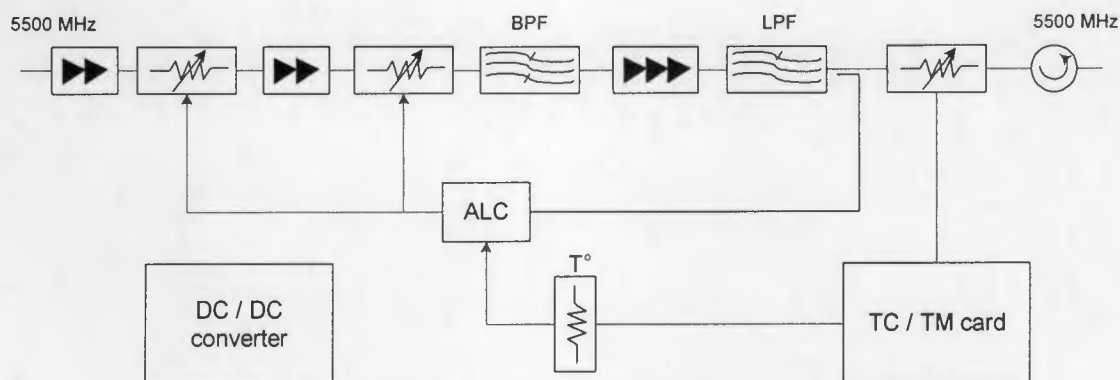 5500 MHz
BPF
LPF
5500 MHz
ALC
T°
DC / DC
converter
TC / TM card